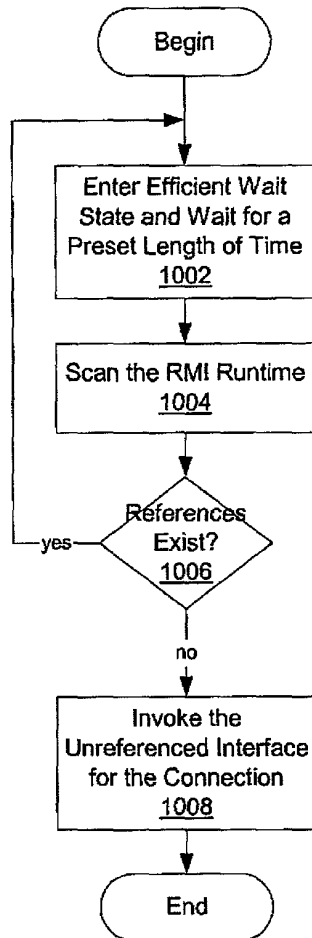 Begin
Enter Efficient Wait
State and Wait for a
Preset Length of Time
1002
Scan the RMI Runtime
1004
References
Exist?
1006
yes
no
Invoke the
Unreferenced Interface
for the Connection
1008
End